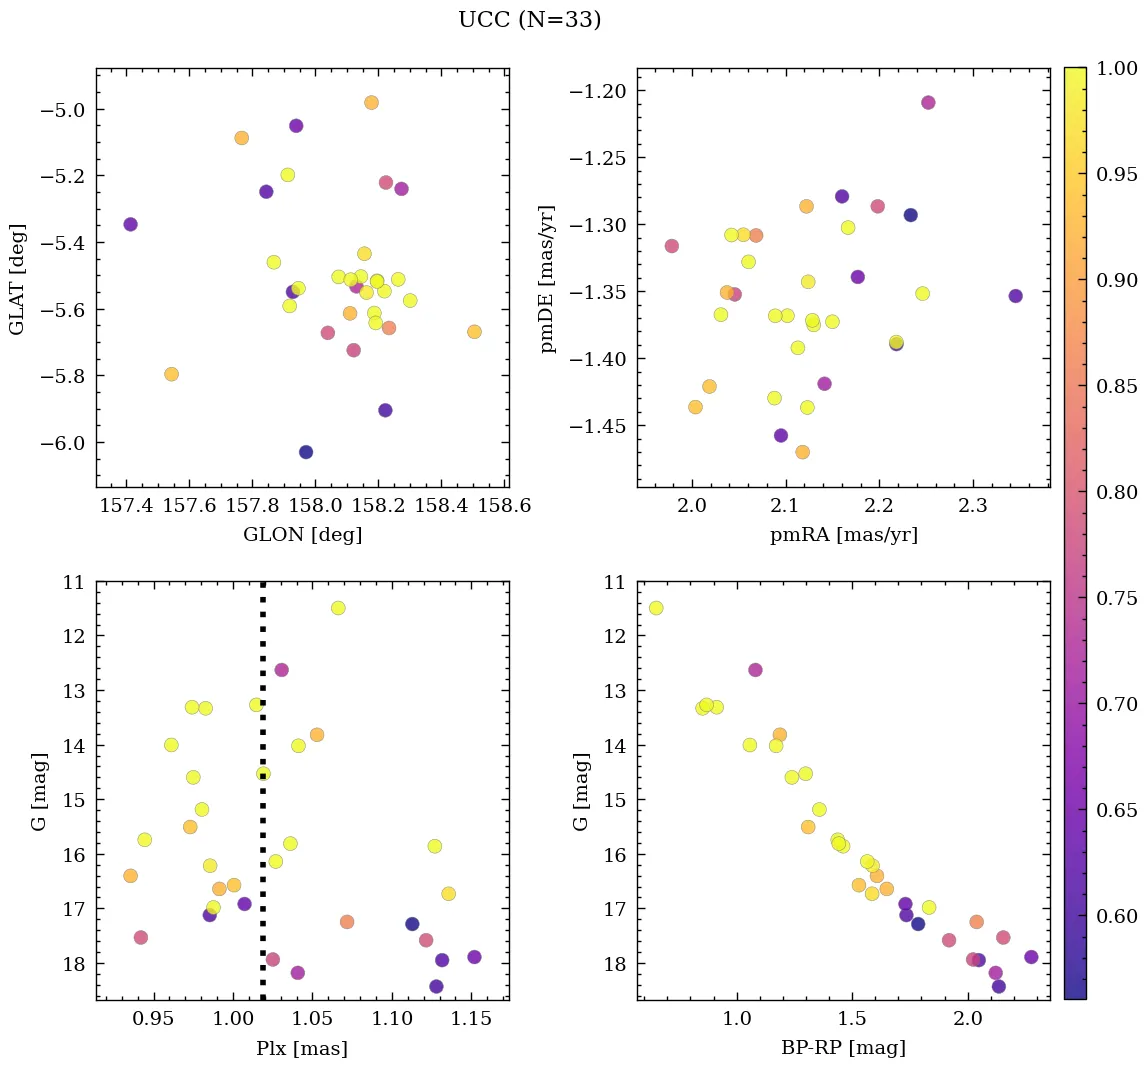 UCC (N=33)
−5.0
−5.2
−5.4
−5.6
−5.8
−6.0
GLAT [deg]
157.4 157.6 157.8 158.0 158.2 158.4 158.6
GLON [deg]
−1.20
−1.25
−1.30
−1.35
−1.40
−1.45
pmDE [mas/yr]
2.0 2.1 2.2 2.3
pmRA [mas/yr]
11
12
13
14
15
16
17
18
G [mag]
0.95 1.00 1.05 1.10 1.15
Plx [mas]
11
12
13
14
15
16
17
18
G [mag]
1.0 1.5 2.0
BP-RP [mag]
1.00
0.95
0.90
0.85
0.80
0.75
0.70
0.65
0.60